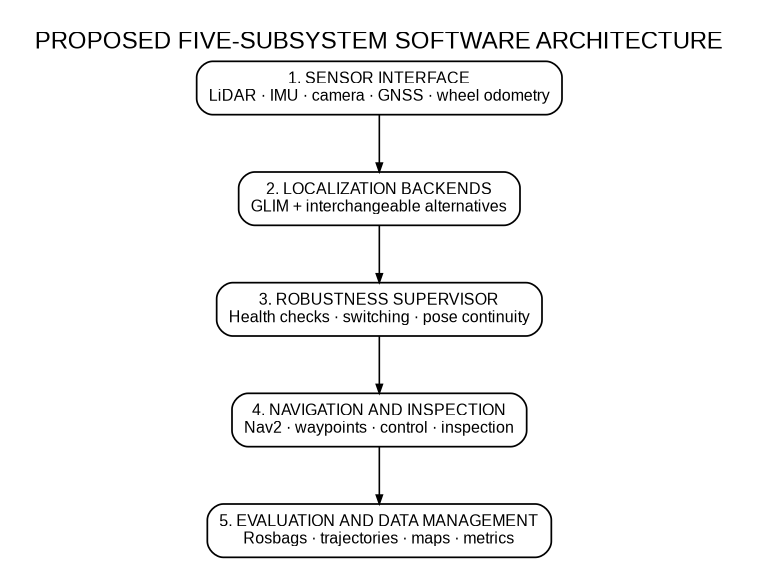 PROPOSED FIVE-SUBSYSTEM SOFTWARE ARCHITECTURE
1. SENSOR INTERFACE
LiDAR · IMU · camera · GNSS · wheel odometry
2. LOCALIZATION BACKENDS
GLIM + interchangeable alternatives
3. ROBUSTNESS SUPERVISOR
Health checks · switching · pose continuity
4. NAVIGATION AND INSPECTION
Nav2 · waypoints · control · inspection
5. EVALUATION AND DATA MANAGEMENT
Rosbags · trajectories · maps · metrics